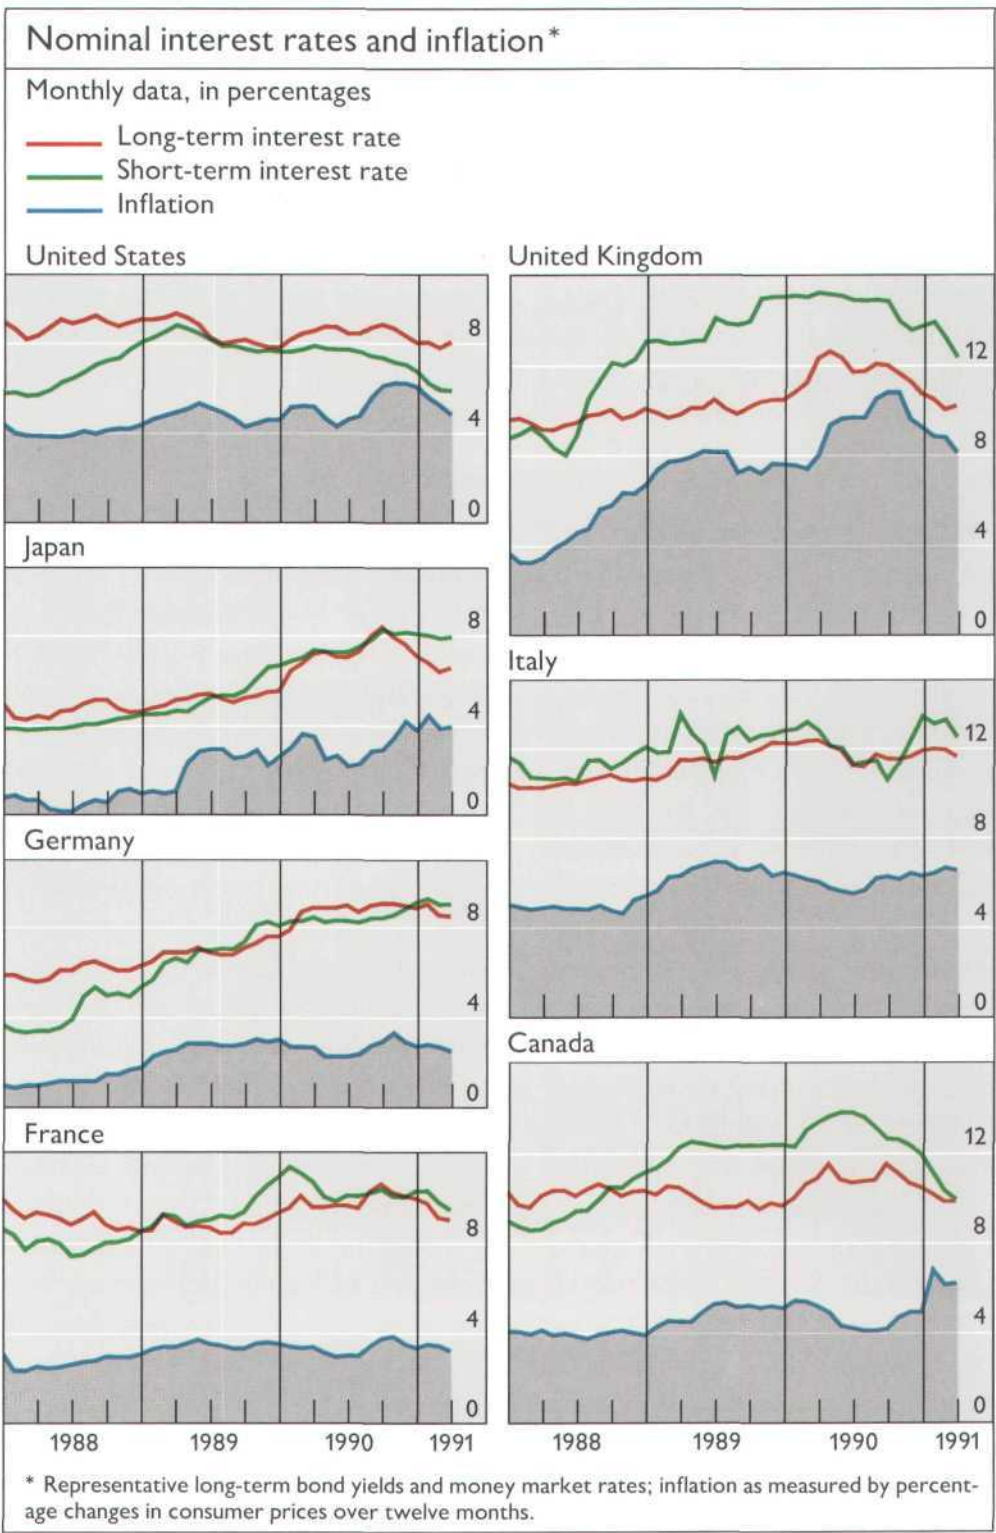 Nominal interest rates and inflation*
Monthly data, in percentages
Long-term interest rate
Short-term interest rate
Inflation
United States
8
4
0
Japan
8
4
0
Germany
8
4
0
France
8
4
0
1988 1989 1990 1991
United Kingdom
12
8
4
0
Italy
12
8
4
0
Canada
12
8
4
0
1988 1989 1990 1991
* Representative long-term bond yields and money market rates; inflation as measured by percent-
age changes in consumer prices over twelve months.